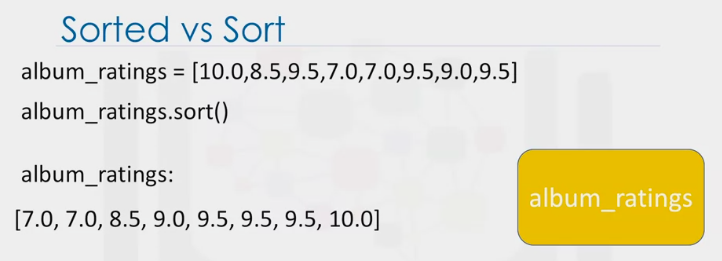 Sorted vs Sort
album_ratings = [10.0,8.5,9.5,7.0,7.0,9.5,9.0,9.5]
album_ratings.sort()
album_ratings:
album_ratings
[7.0, 7.0, 8.5, 9.0, 9.5, 9.5, 9.5, 10.0]